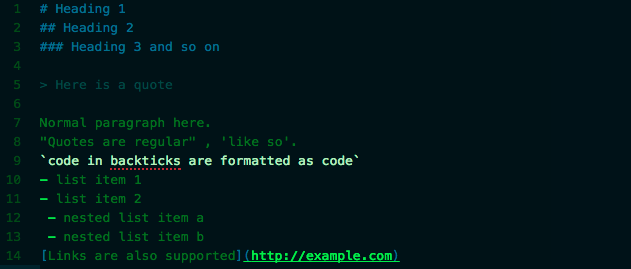 1 # Heading 1
2 ## Heading 2
3 ### Heading 3 and so on
4
5 > Here is a quote
6
7 Normal paragraph here.
8 "Quotes are regular" , 'like so'.
9 `code in backticks are formatted as code`
10 – list item 1
11 – list item 2
12  – nested list item a
13  – nested list item b
14 [Links are also supported](http://example.com)